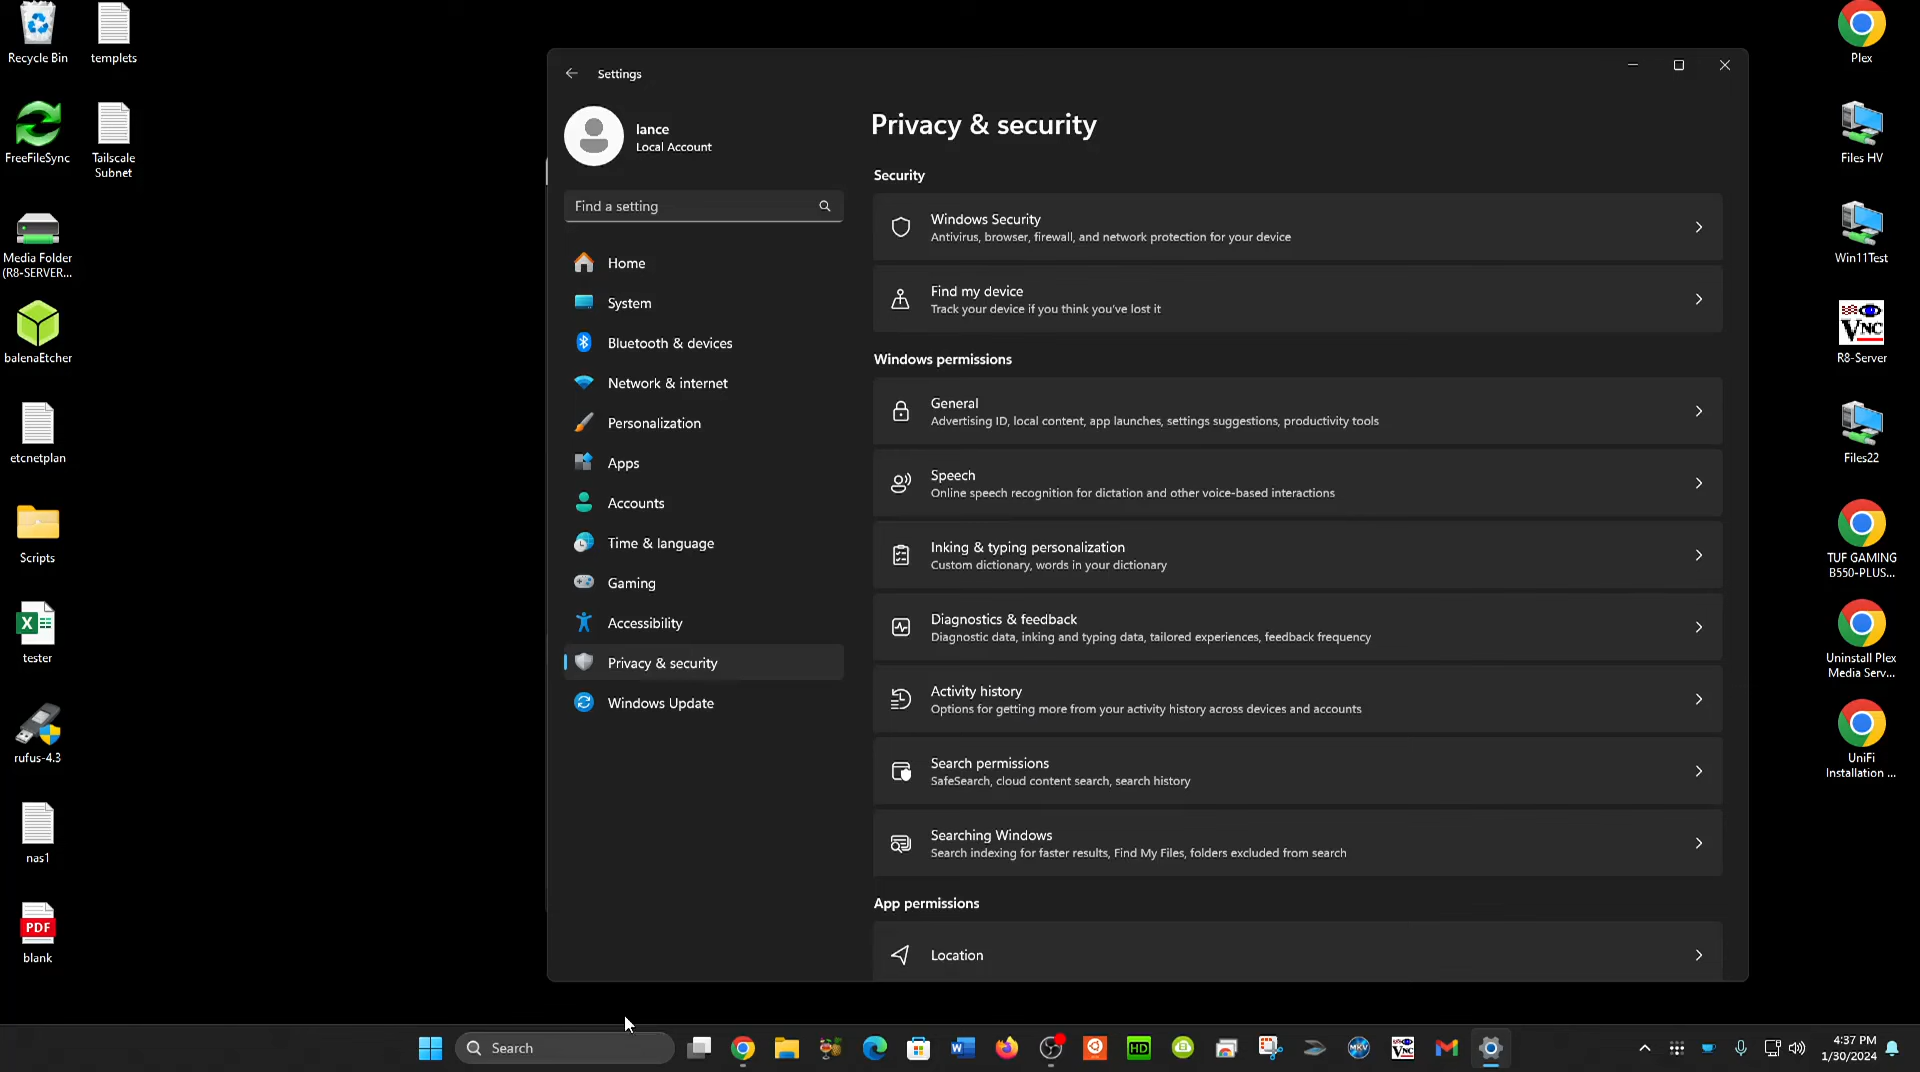 Recycle Bin
templets
FreeFileSync
Tailscale
Subnet
Media Folder
(R8-SERVER...
balenaEtcher
etcnetplan
Scripts
tester
rufus-4.3
nas1
PDF
blank
Settings
lance
Local Account
Find a setting
Home
System
Bluetooth & devices
Network & internet
Personalization
Apps
Accounts
Time & language
Gaming
Accessibility
Privacy & security
Windows Update
Privacy & security
Security
Windows Security
Antivirus, browser, firewall, and network protection for your device
Find my device
Track your device if you think you've lost it
Windows permissions
General
Advertising ID, local content, app launches, settings suggestions, productivity tools
Speech
Online speech recognition for dictation and other voice-based interactions
Inking & typing personalization
Custom dictionary, words in your dictionary
Diagnostics & feedback
Diagnostic data, inking and typing data, tailored experiences, feedback frequency
Activity history
Options for getting more from your activity history across devices and accounts
Search permissions
SafeSearch, cloud content search, search history
Searching Windows
Search indexing for faster results, Find My Files, folders excluded from search
App permissions
Location
Plex
Files HV
Win11Test
VNC
R8-Server
Files22
TUF GAMING
B550-PLUS...
Uninstall Plex
Media Serv...
UniFi
Installation ...
Search
HD
MKV
VNC
4:37 PM
1/30/2024